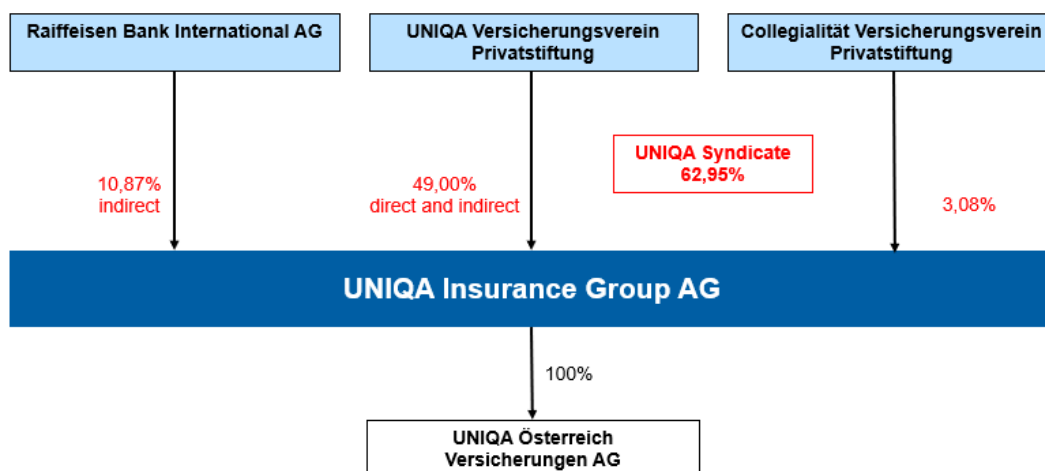 Raiffeisen Bank International AG
UNIQA Versicherungsverein
Privatstiftung
Collegialität Versicherungsverein
Privatstiftung
UNIQA Syndicate
62,95%
10,87%
indirect
49,00%
direct and indirect
3,08%
UNIQA Insurance Group AG
100%
UNIQA Österreich
Versicherungen AG